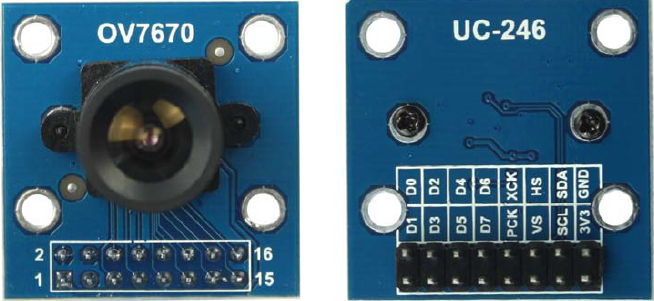 OV7670
2 16
1 15
UC-246
D0 D2 D4 D6 XCK HS SDA GND
D1 D3 D5 D7 PCK VS SCL 3V3